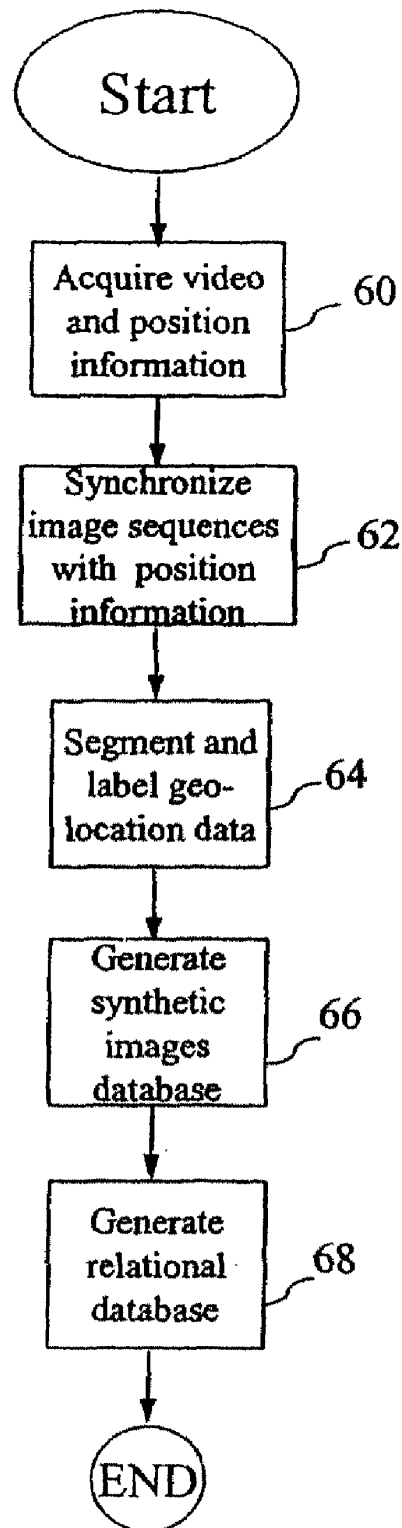 Start
Acquire video
and position
information
60
Synchronize
image sequences
with position
information
62
Segment and
label geo-
location data
64
Generate
synthetic
images
database
66
Generate
relational
database
68
END